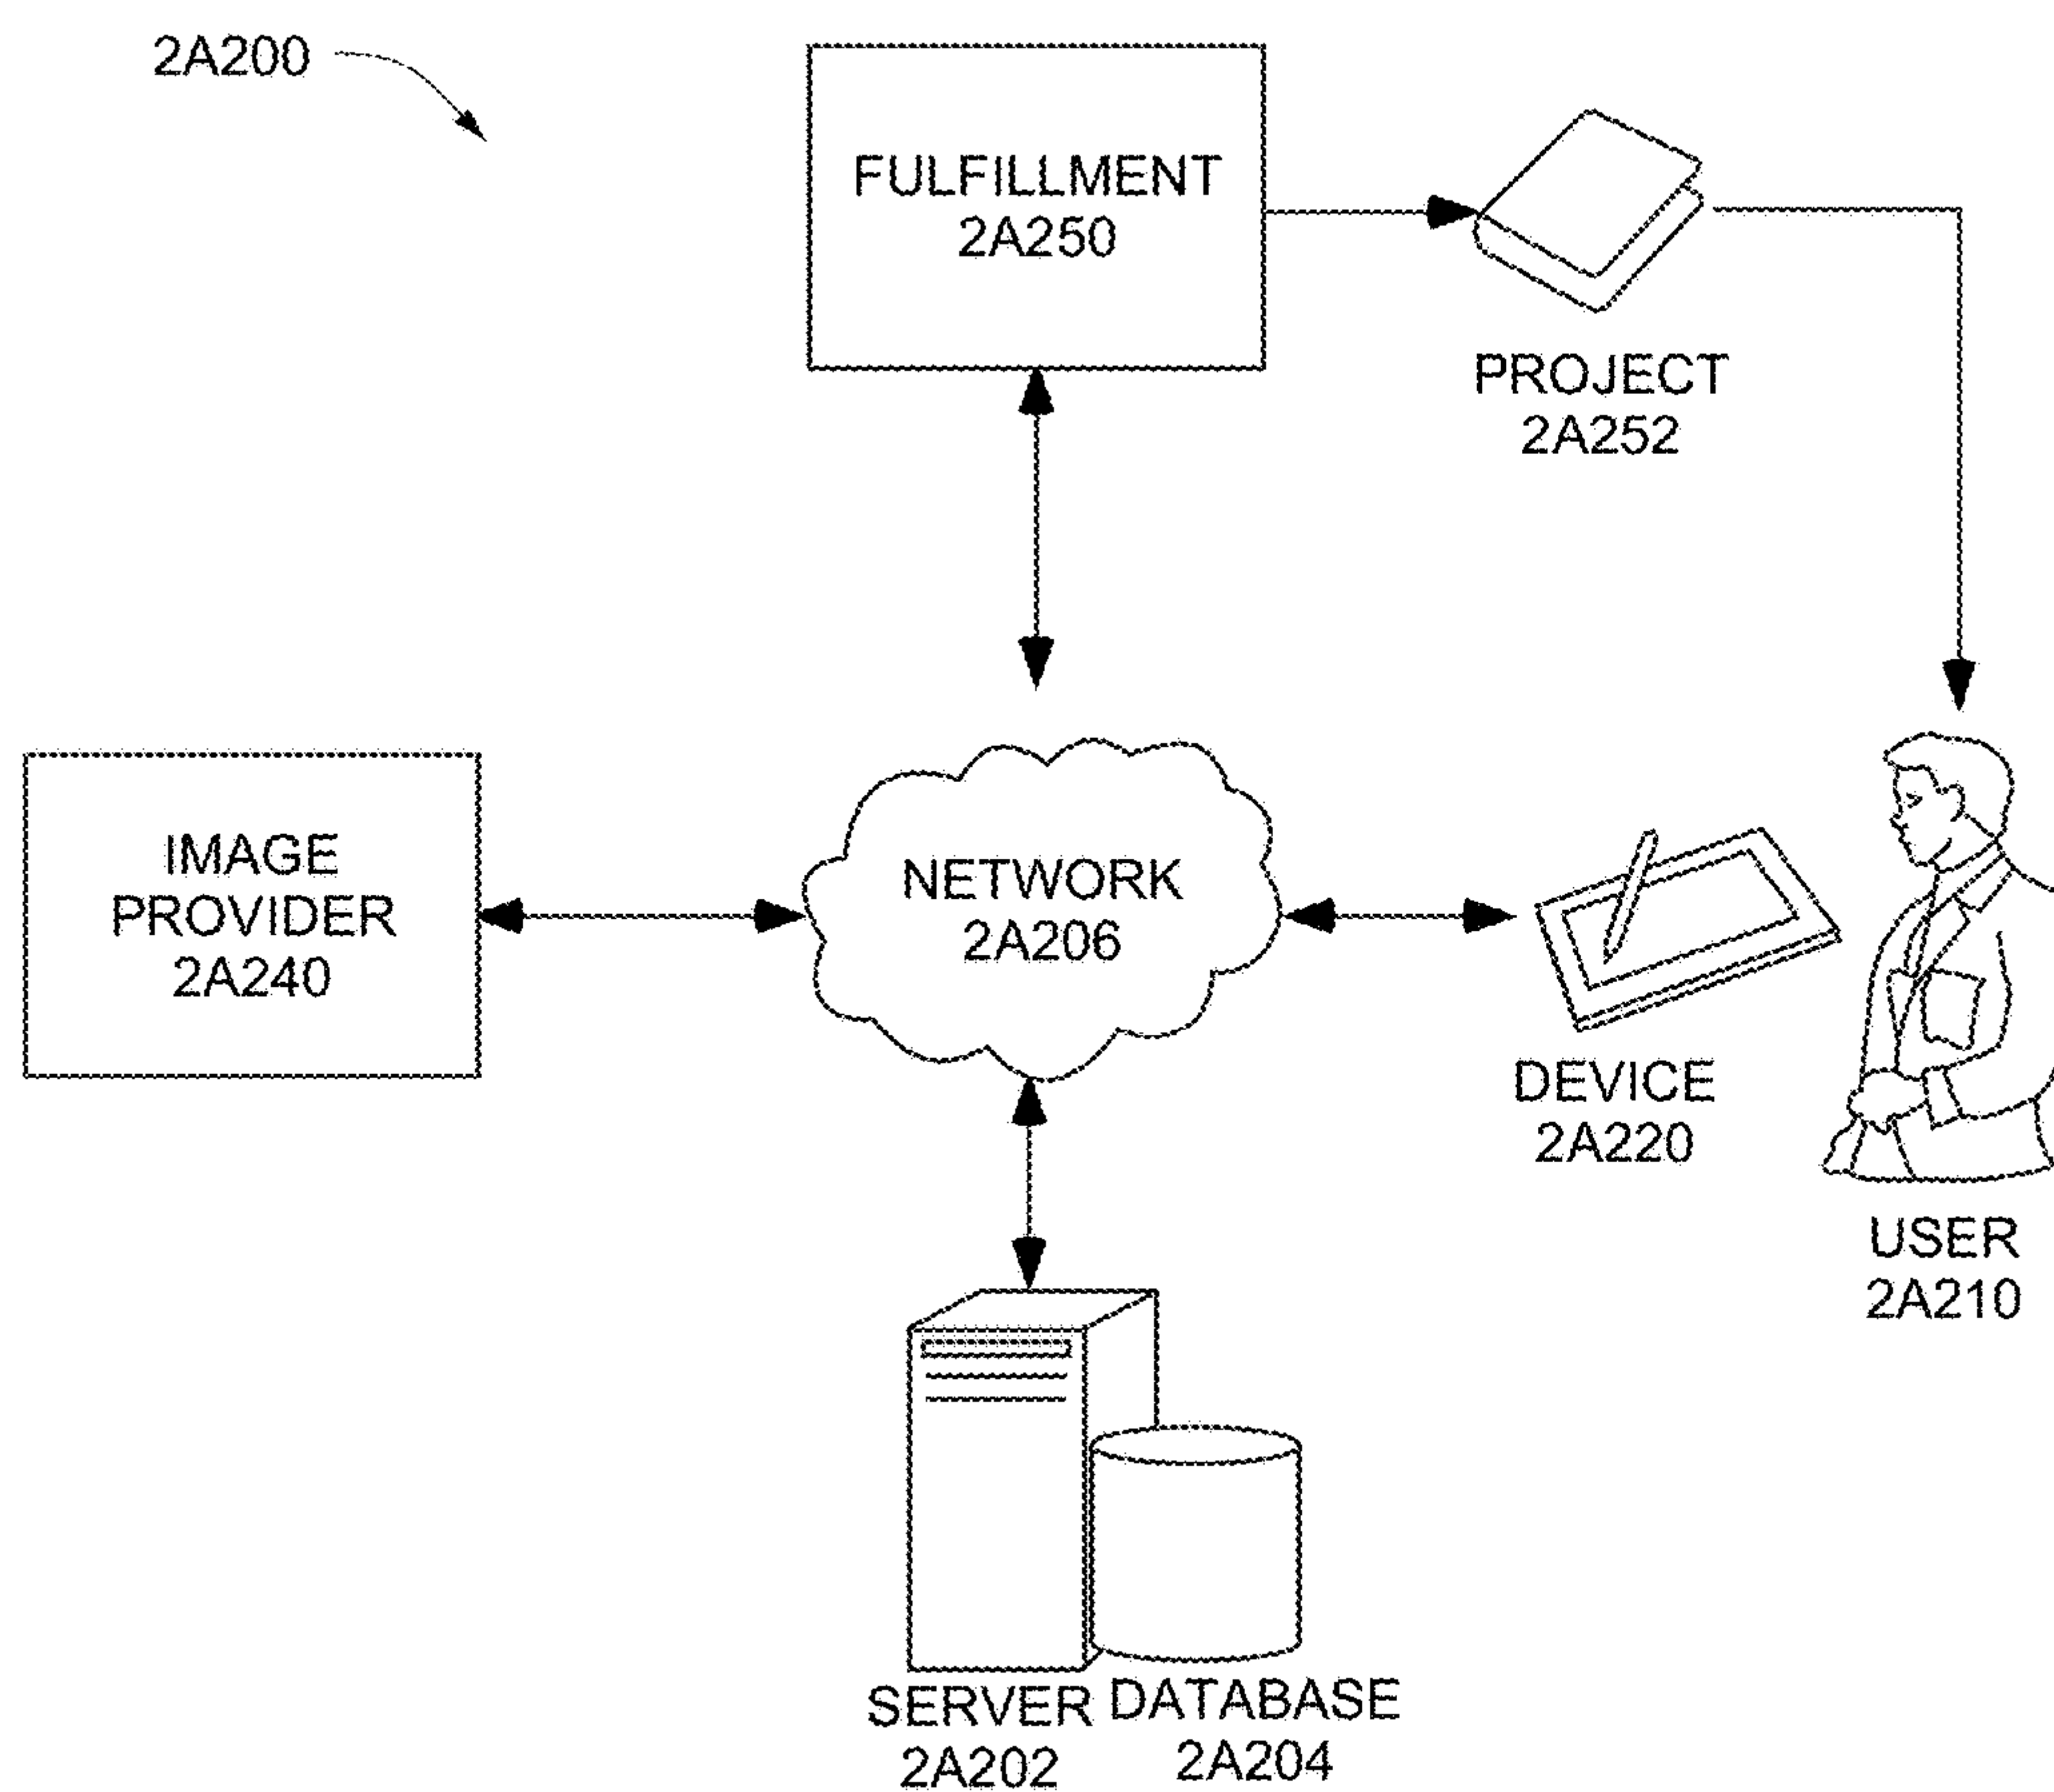 2A200
FULFILLMENT
2A250
PROJECT
2A252
IMAGE
PROVIDER
2A240
NETWORK
2A206
DEVICE
2A220
USER
2A210
SERVER
2A202
DATABASE
2A204